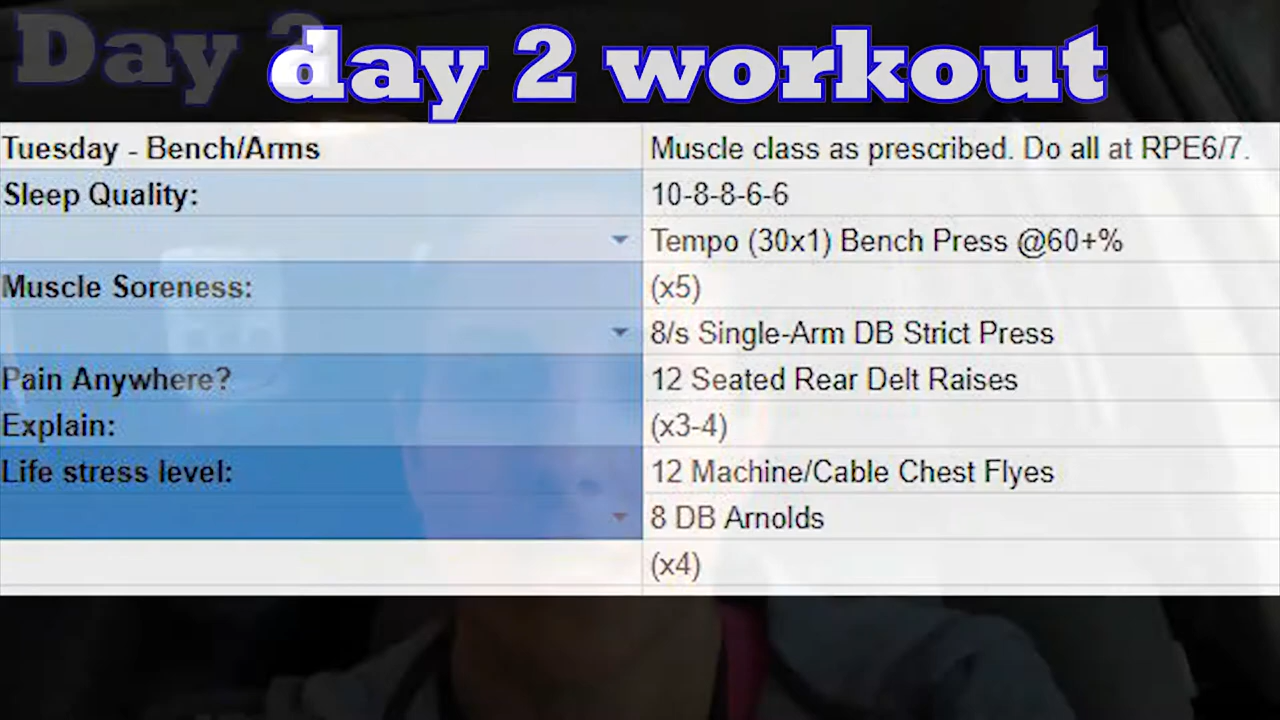 Day 2
day 2 workout
Tuesday - Bench/Arms
Muscle class as prescribed. Do all at RPE6/7.
Sleep Quality:
10-8-8-6-6
Tempo (30x1) Bench Press @60+%
Muscle Soreness:
(x5)
8/s Single-Arm DB Strict Press
Pain Anywhere?
12 Seated Rear Delt Raises
Explain:
(x3-4)
Life stress level:
12 Machine/Cable Chest Flyes
8 DB Arnolds
(x4)